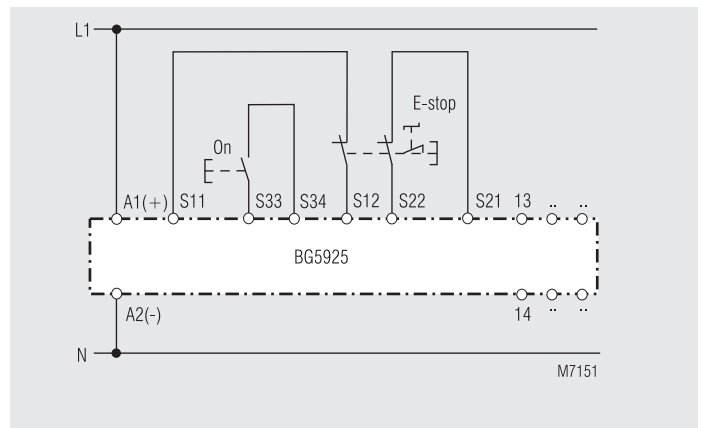 L1
E-stop
On
A1(+) S11 S33 S34 S12 S22 S21 13 .. ..
BG5925
A2(-) 14 .. ..
N
M7151